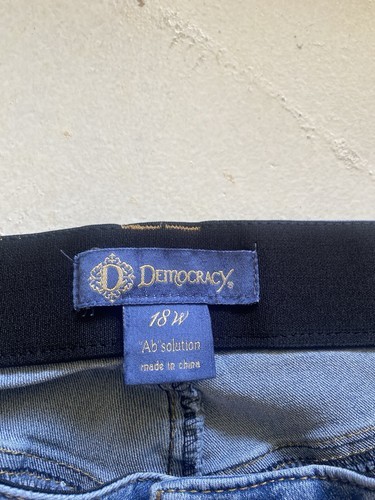 D DEMOCRACY®
18W
"Ab"solution
made in china